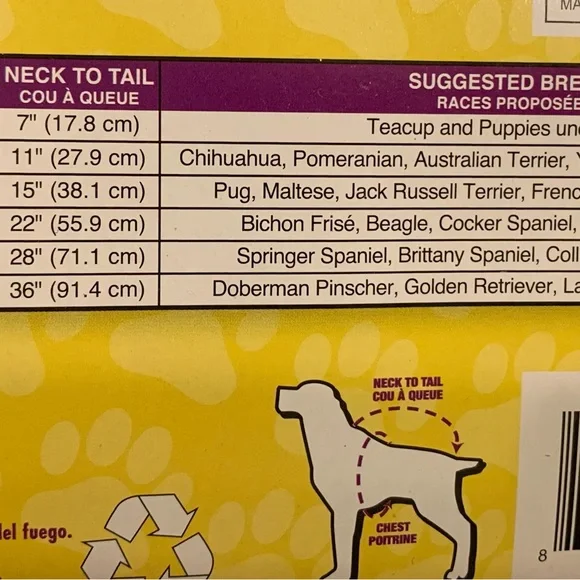 MA
NECK TO TAIL SUGGESTED BRE
COU À QUEUE RACES PROPOSÉE
7" (17.8 cm) Teacup and Puppies und
11" (27.9 cm) Chihuahua, Pomeranian, Australian Terrier, Y
15" (38.1 cm) Pug, Maltese, Jack Russell Terrier, Frenc
22" (55.9 cm) Bichon Frisé, Beagle, Cocker Spaniel,
28" (71.1 cm) Springer Spaniel, Brittany Spaniel, Coll
36" (91.4 cm) Doberman Pinscher, Golden Retriever, La
NECK TO TAIL
COU À QUEUE
CHEST
POITRINE
del fuego.
8